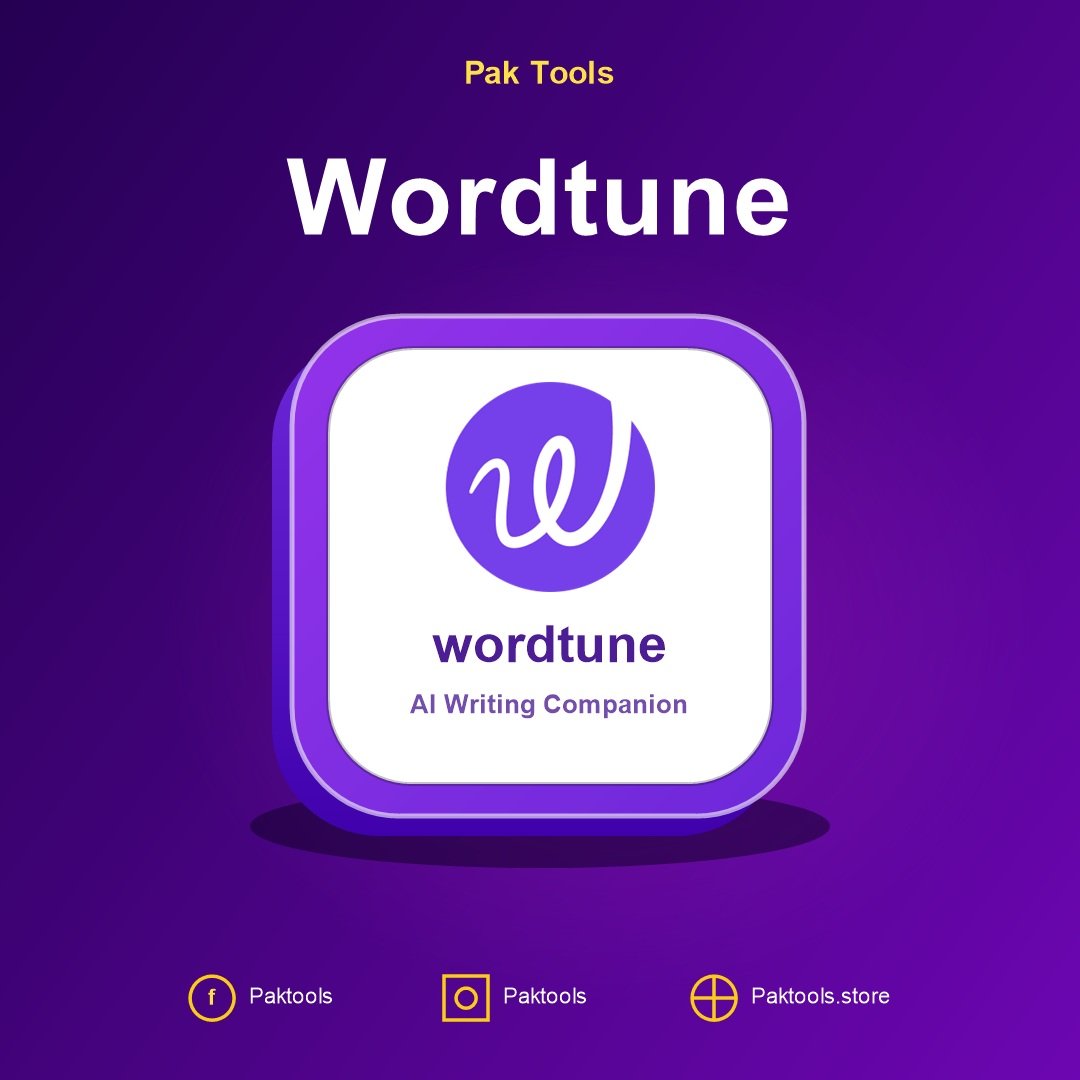 Pak Tools
Wordtune
wordtune
AI Writing Companion
f Paktools
Paktools
Paktools.store